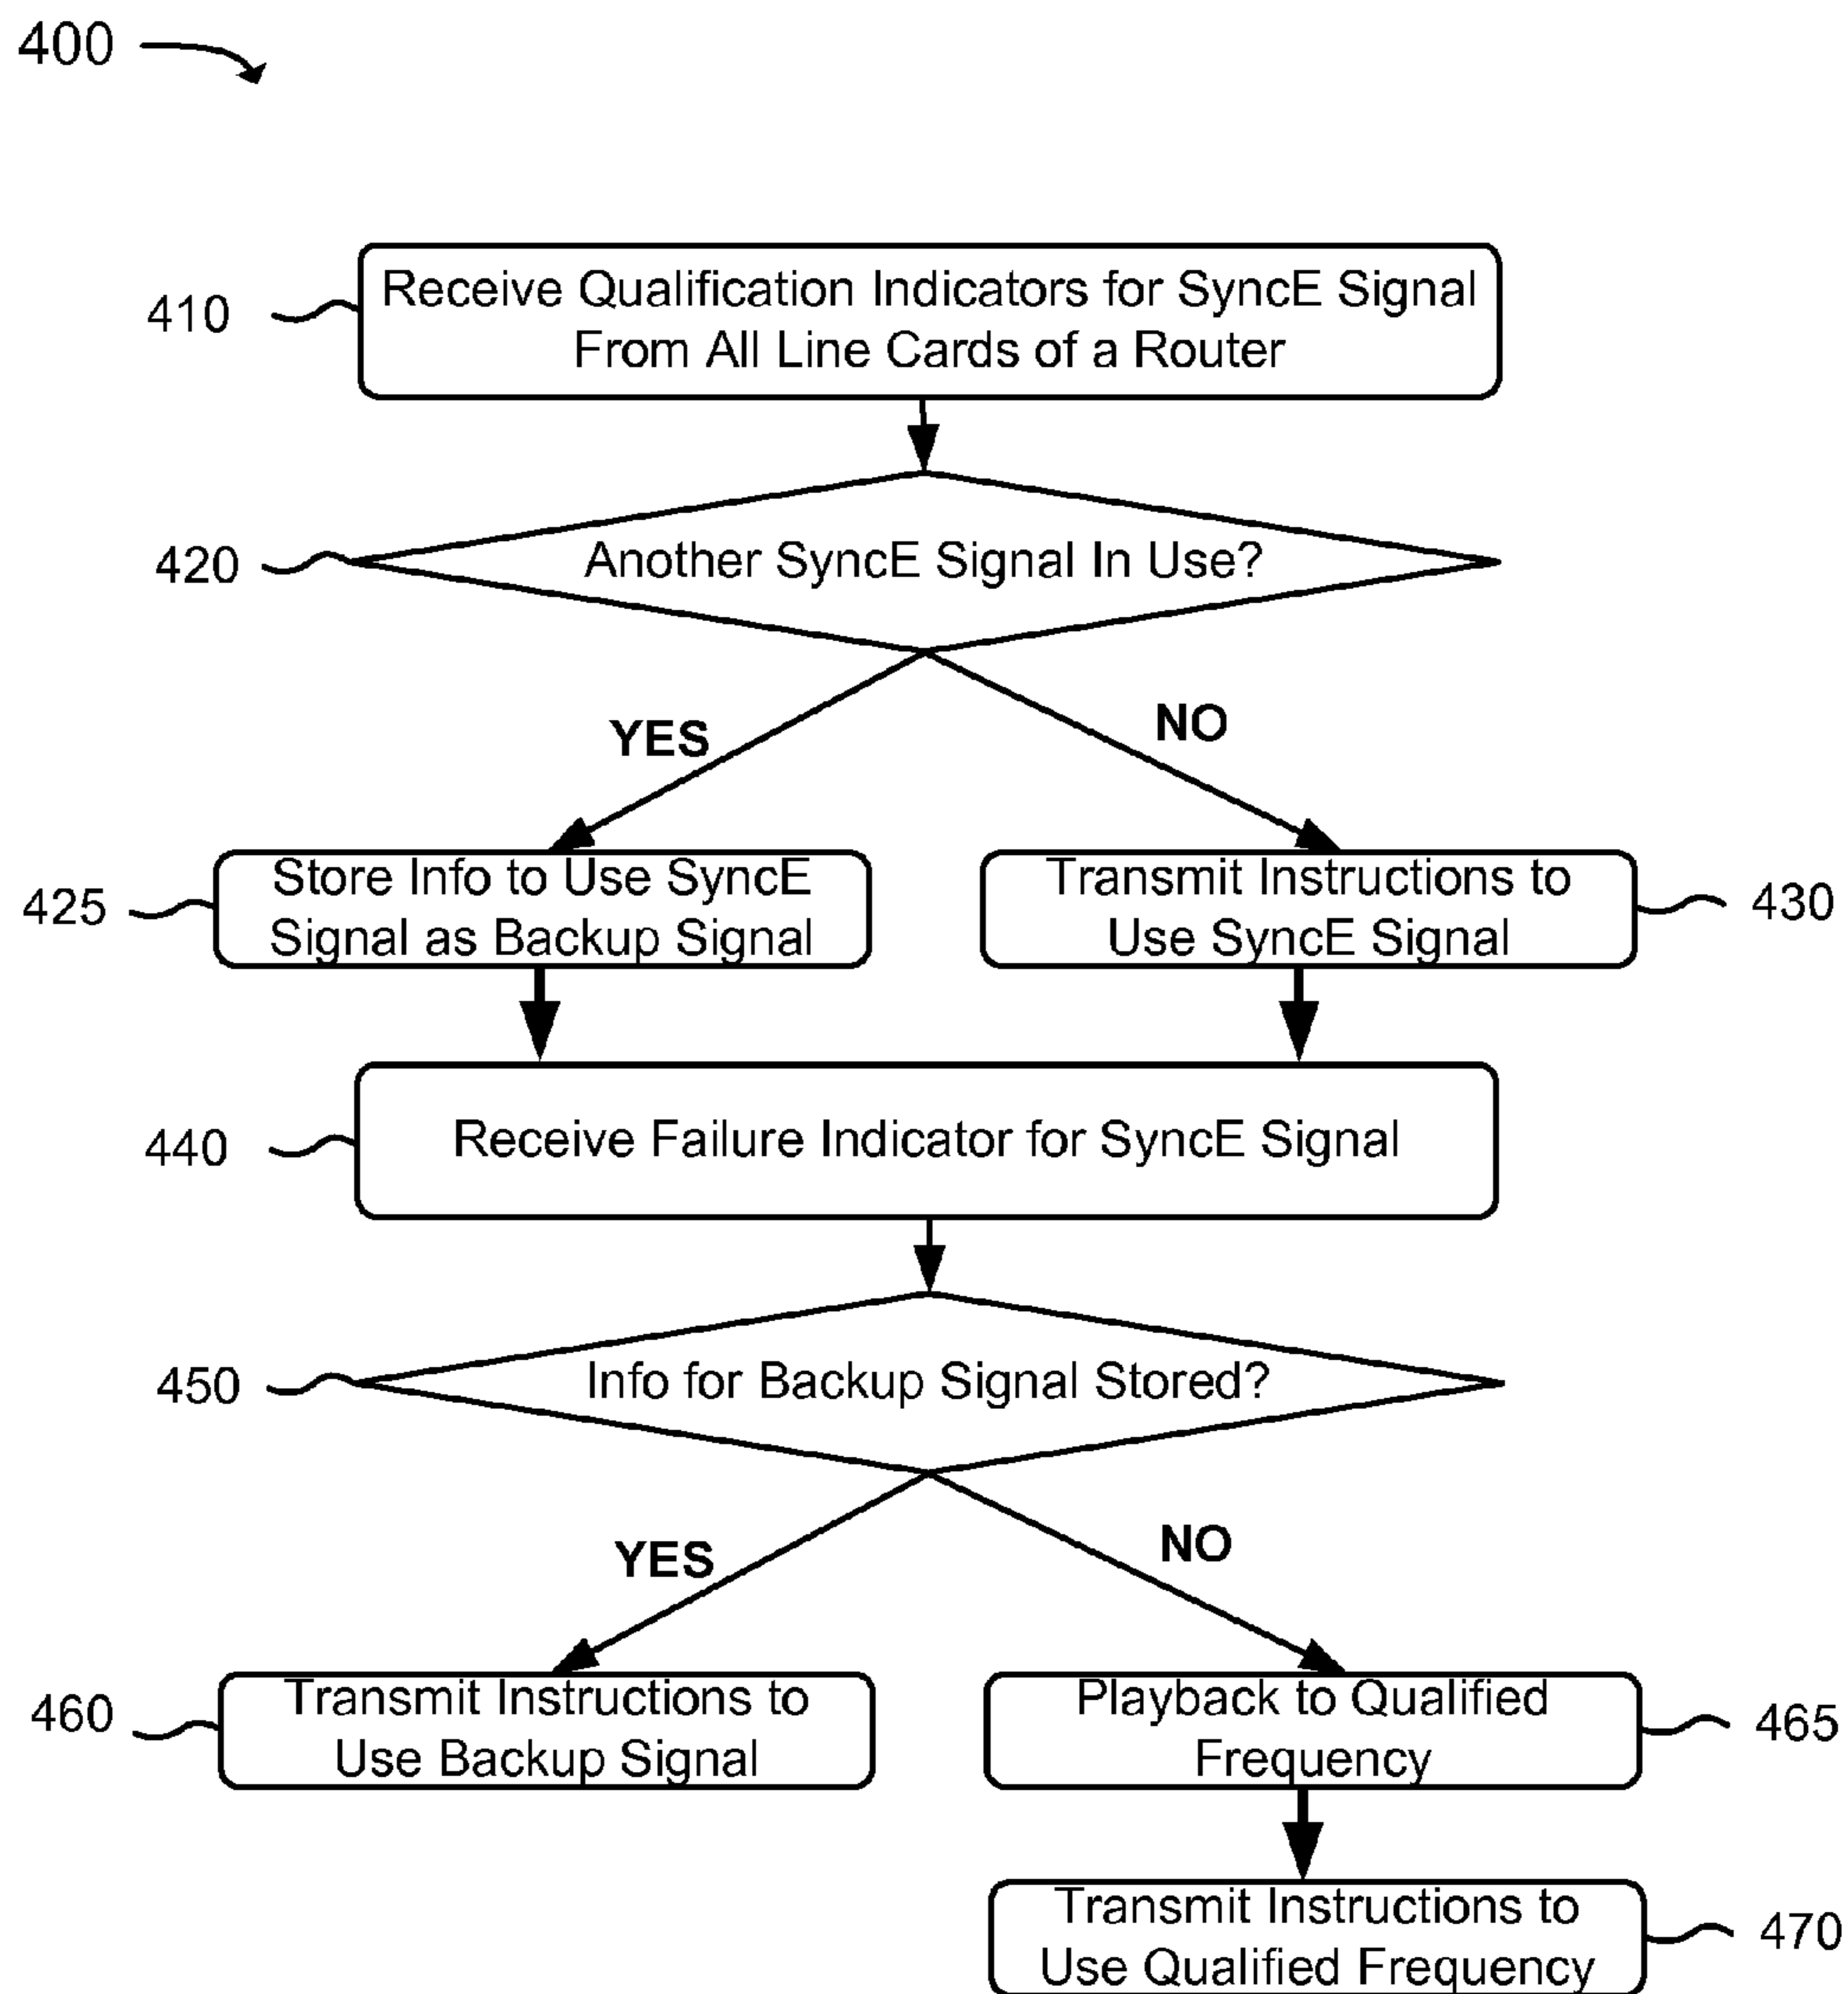 400
410
Receive Qualification Indicators for SyncE Signal
From All Line Cards of a Router
420
Another SyncE Signal In Use?
YES
NO
425
Store Info to Use SyncE
Signal as Backup Signal
Transmit Instructions to
Use SyncE Signal
430
440
Receive Failure Indicator for SyncE Signal
450
Info for Backup Signal Stored?
YES
NO
460
Transmit Instructions to
Use Backup Signal
Playback to Qualified
Frequency
465
Transmit Instructions to
Use Qualified Frequency
470